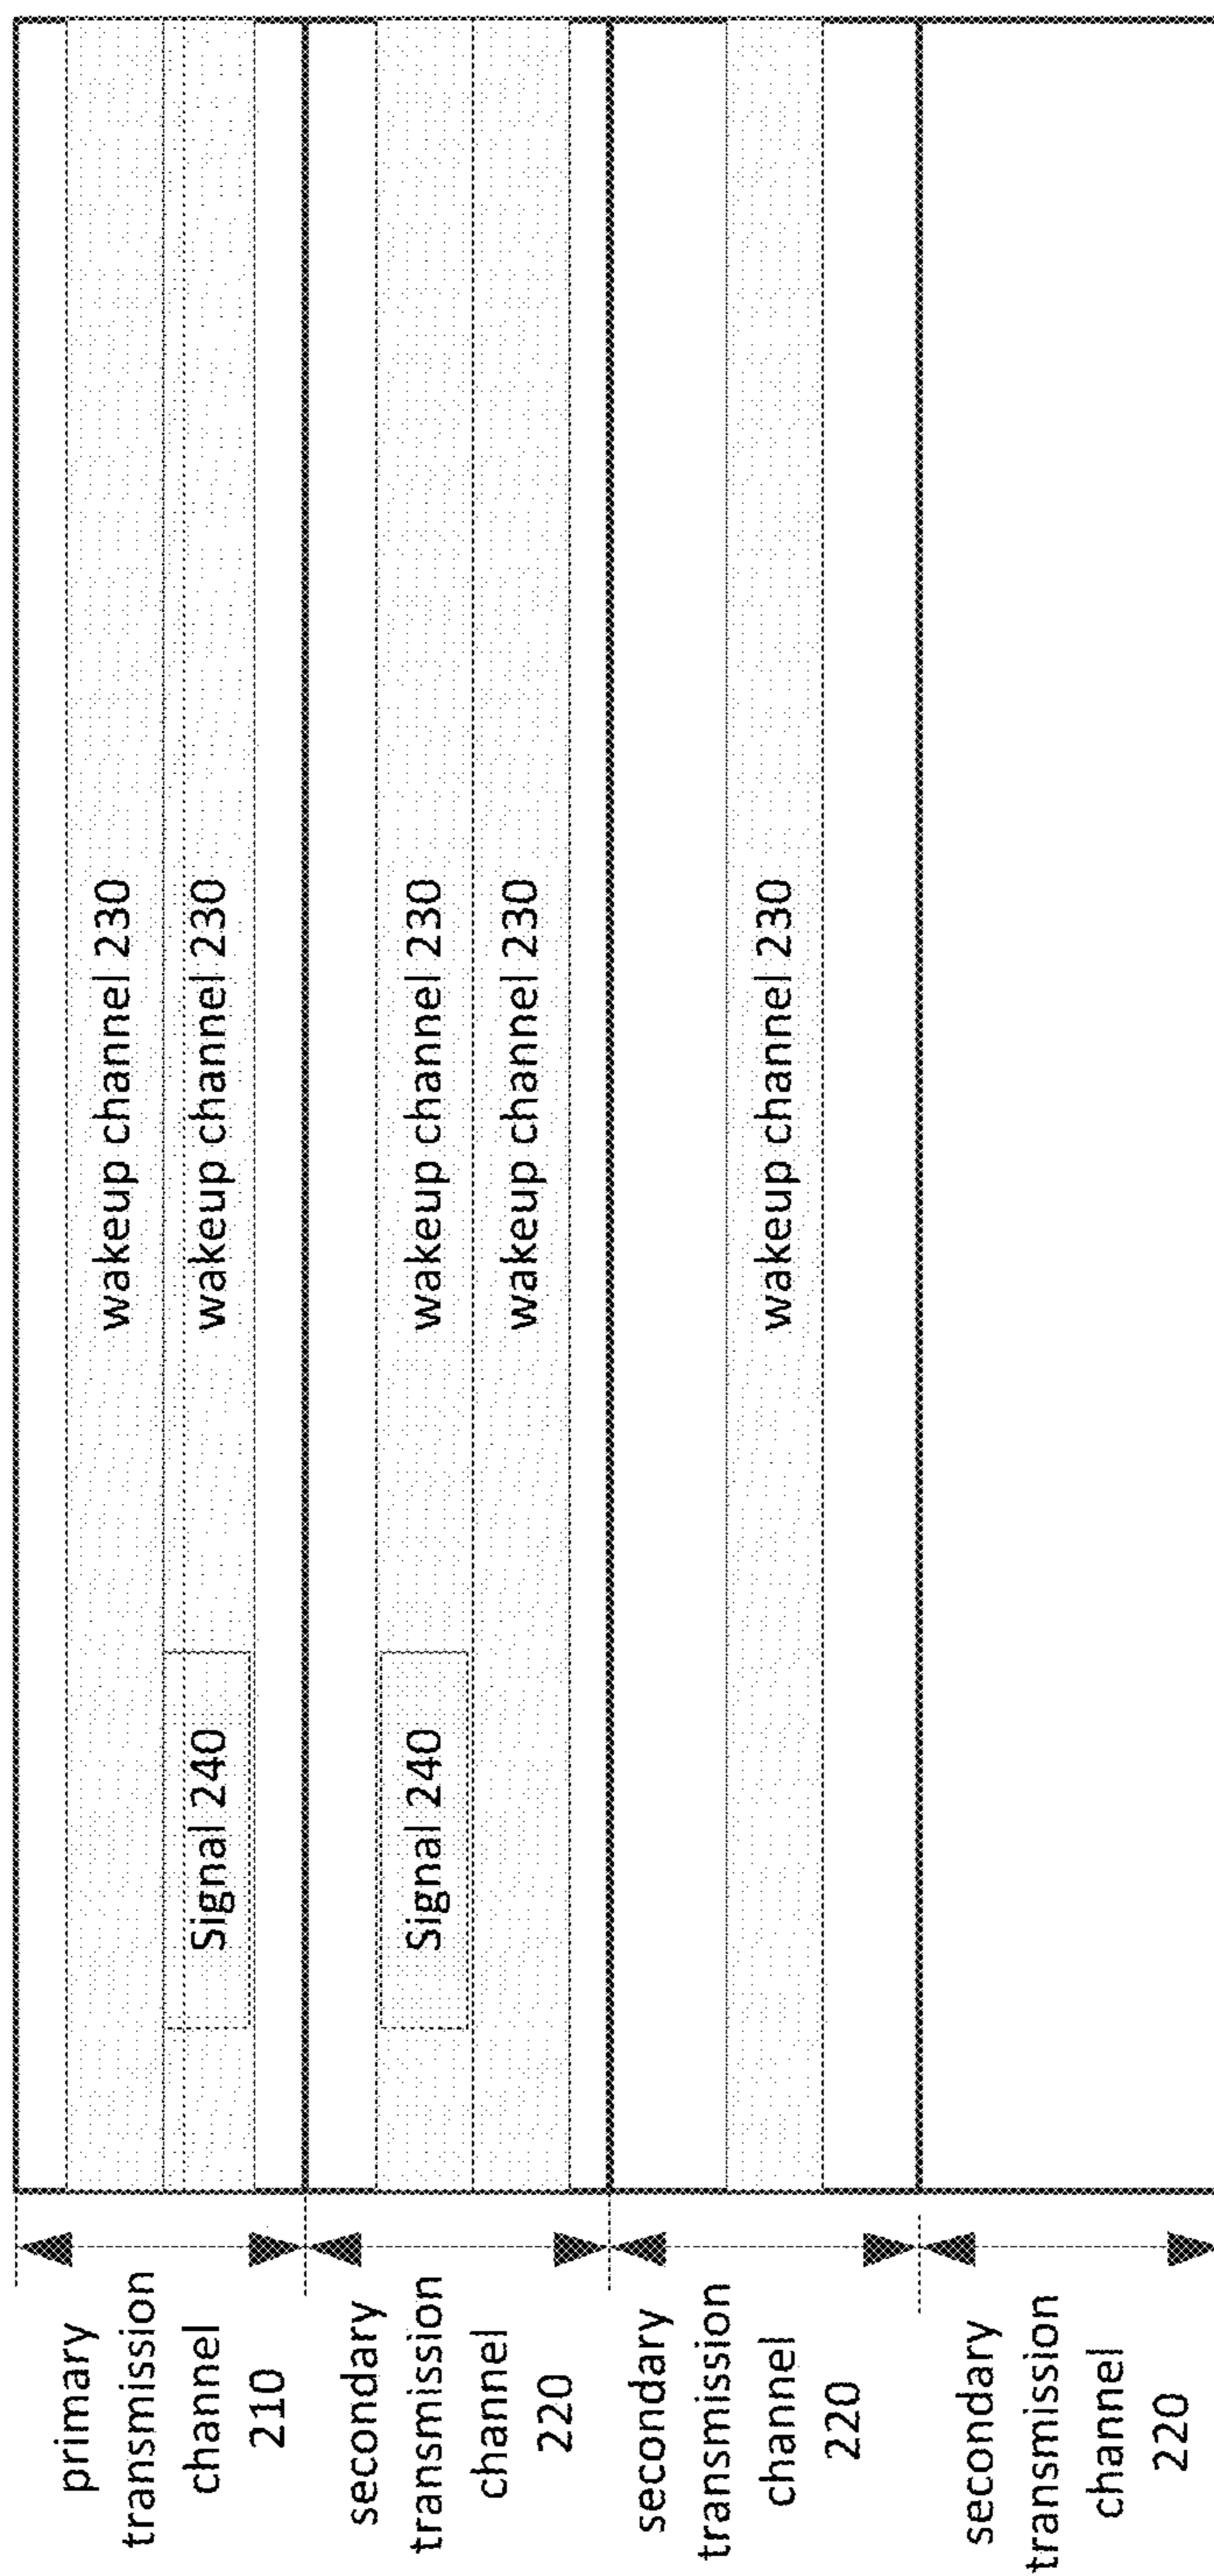 primary
transmission
channel
210
Signal 240
wakeup channel 230
wakeup channel 230
secondary
transmission
channel
220
Signal 240
wakeup channel 230
wakeup channel 230
secondary
transmission
channel
220
wakeup channel 230
secondary
transmission
channel
220